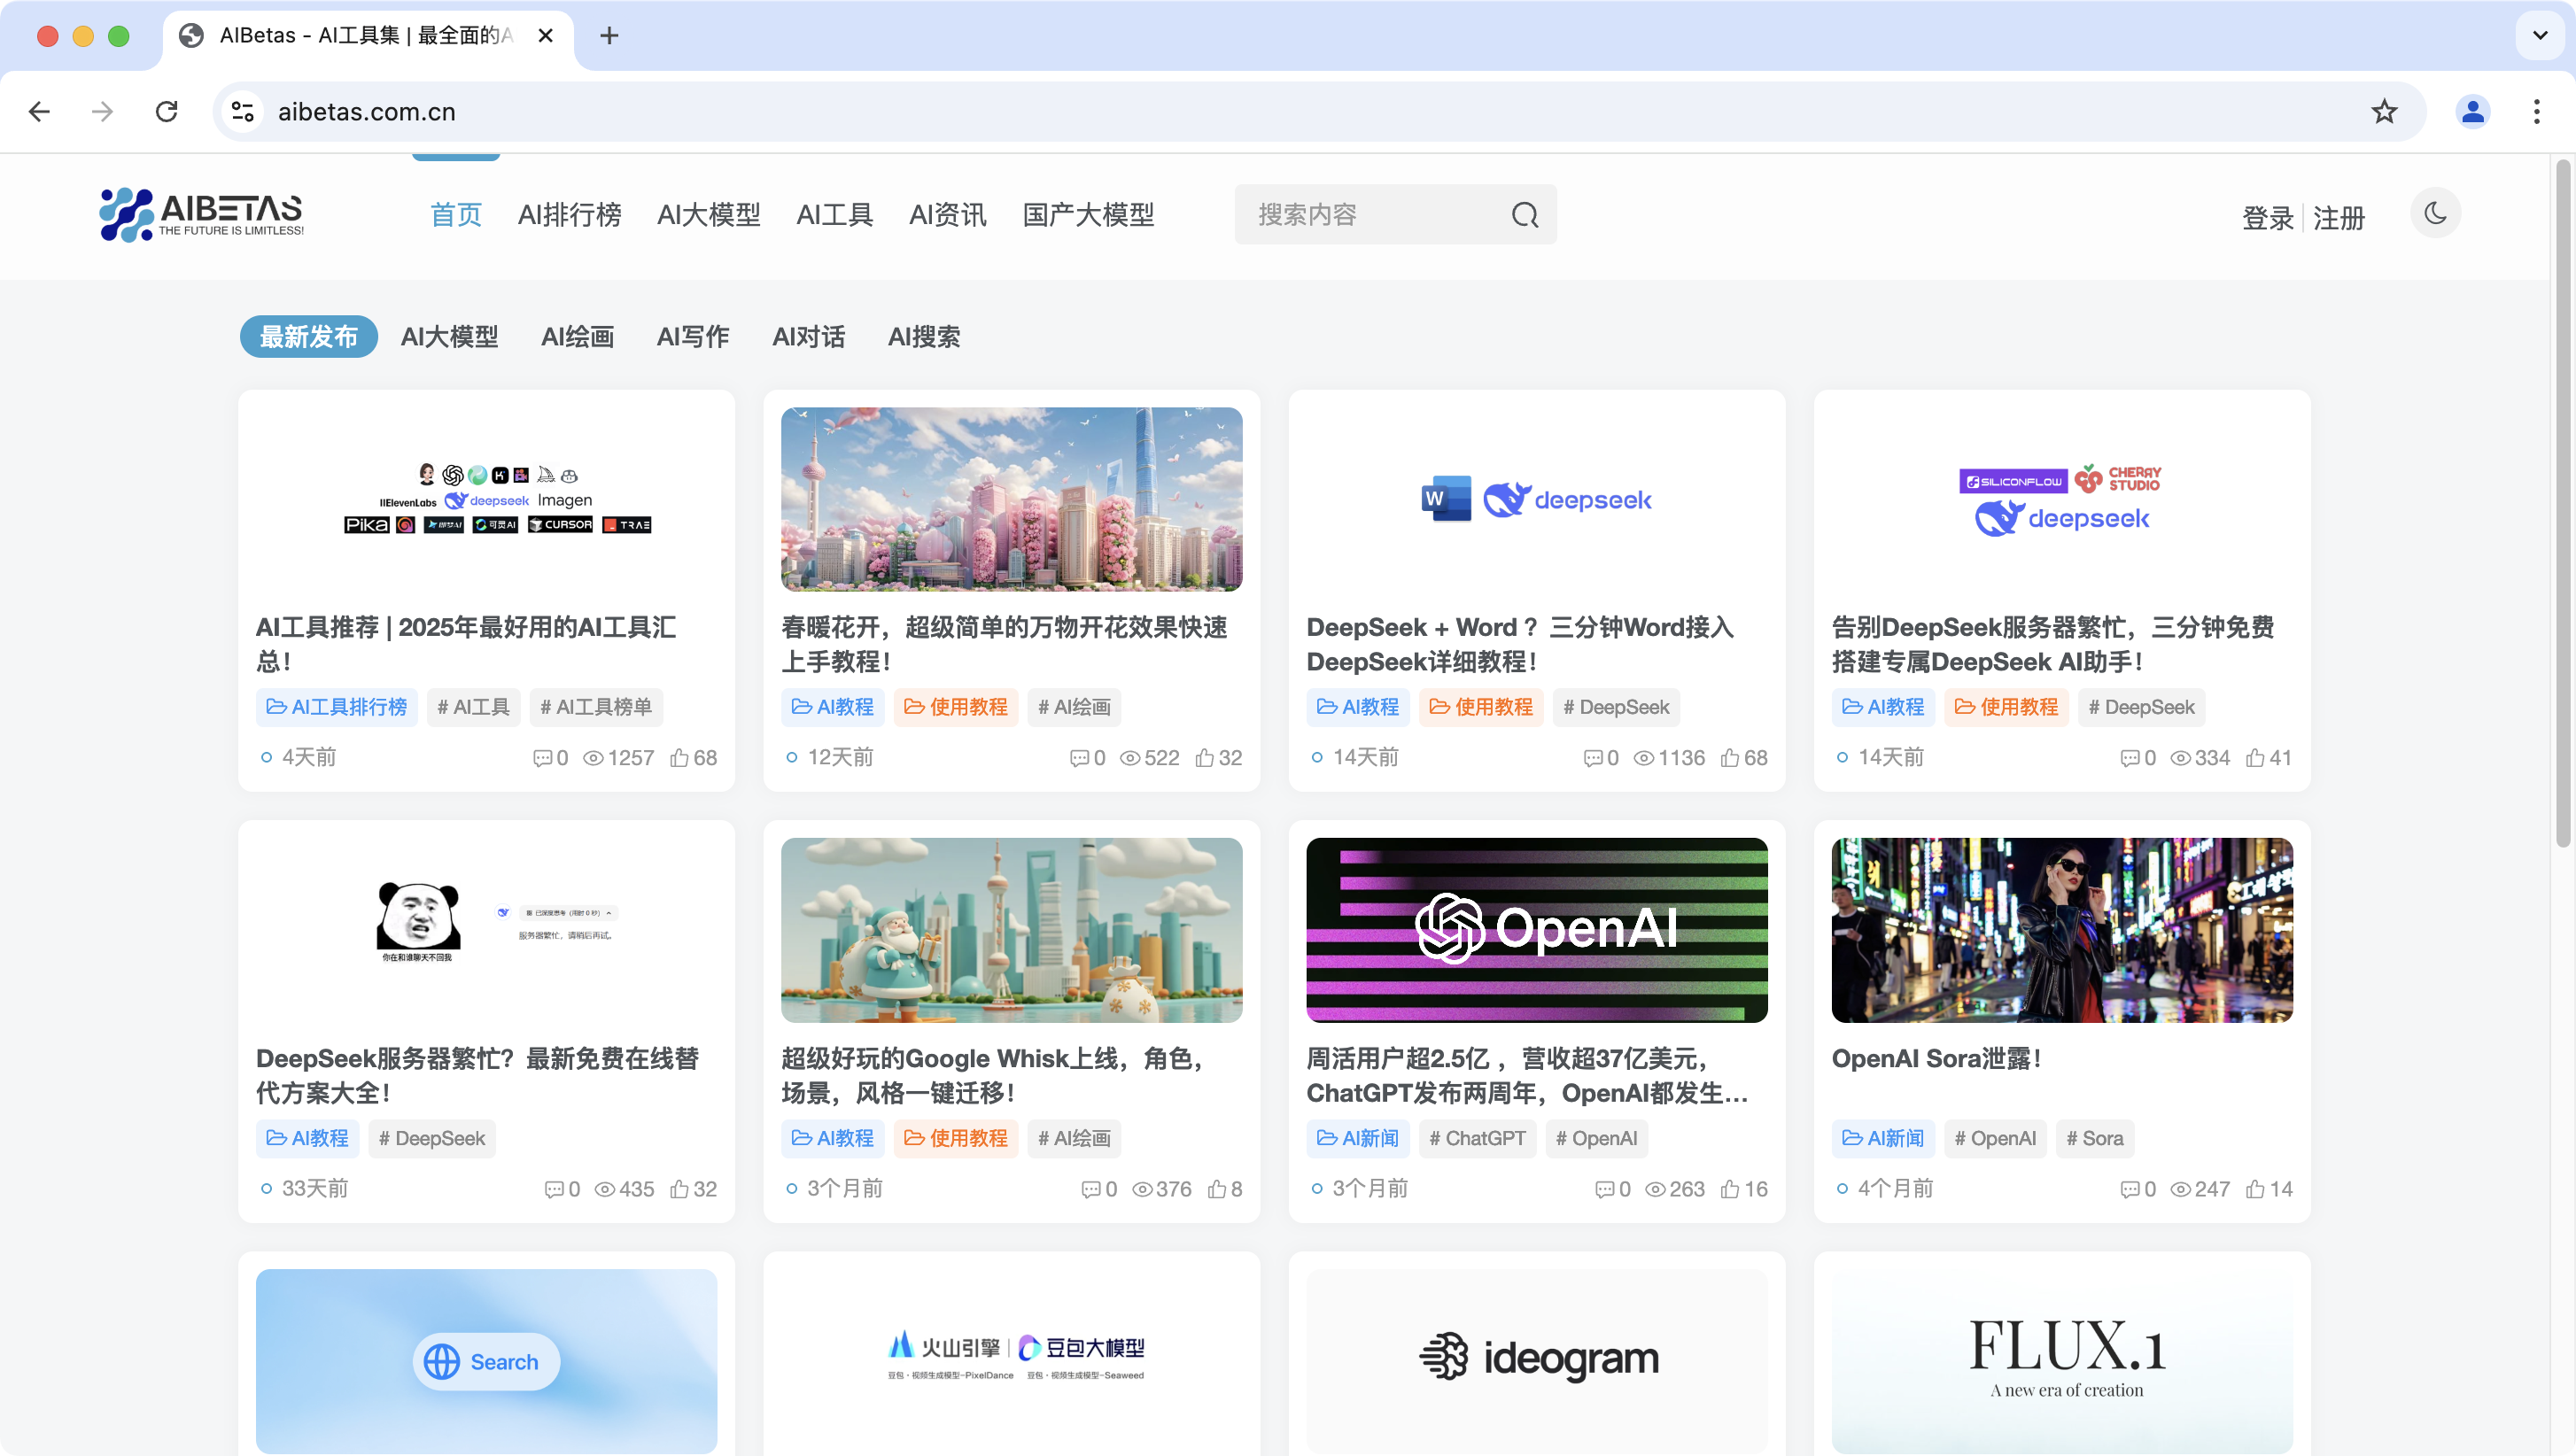 AIBetas - AI工具集 | 最全面的A
aibetas.com.cn
AIBETAS
THE FUTURE IS LIMITLESS!
首页 AI排行榜 AI大模型 AI工具 AI资讯 国产大模型
搜索内容
登录 注册
最新发布 AI大模型 AI绘画 AI写作 AI对话 AI搜索
IIElevenLabs deepseek Imagen
Pika 即梦AI 可灵AI CURSOR TRAE
AI工具推荐 | 2025年最好用的AI工具汇
总！
AI工具排行榜 # AI工具 # AI工具榜单
4天前 0 1257 68
春暖花开，超级简单的万物开花效果快速
上手教程！
AI教程 使用教程 # AI绘画
12天前 0 522 32
W deepseek
DeepSeek + Word？三分钟Word接入
DeepSeek详细教程！
AI教程 使用教程 # DeepSeek
14天前 0 1136 68
SILICONFLOW CHERRY STUDIO
deepseek
告别DeepSeek服务器繁忙，三分钟免费
搭建专属DeepSeek AI助手！
AI教程 使用教程 # DeepSeek
14天前 0 334 41
已深度思考（用时 0 秒）
服务器繁忙，请稍后再试。
你在和谁聊天不回我
DeepSeek服务器繁忙？最新免费在线替
代方案大全！
AI教程 # DeepSeek
33天前 0 435 32
超级好玩的Google Whisk上线，角色，
场景，风格一键迁移！
AI教程 使用教程 # AI绘画
3个月前 0 376 8
OpenAI
周活用户超2.5亿 ，营收超37亿美元，
ChatGPT发布两周年，OpenAI都发生...
AI新闻 # ChatGPT # OpenAI
3个月前 0 263 16
OpenAI Sora泄露！
AI新闻 # OpenAI # Sora
4个月前 0 247 14
Search
火山引擎 豆包大模型
豆包・视频生成模型-PixelDance 豆包・视频生成模型-Seaweed
ideogram
FLUX.1
A new era of creation